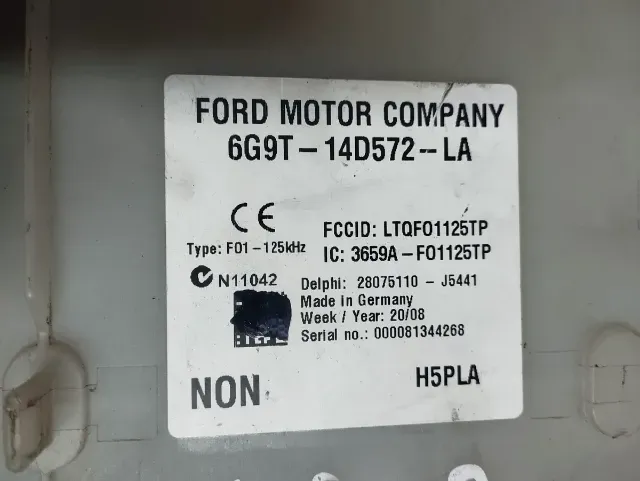 FORD MOTOR COMPANY
6G9T-14D572-LA
CE
FCCID: LTQFO1125TP
Type: FO1-125kHz
IC: 3659A-FO1125TP
N11042
Delphi: 28075110 - J5441
Made in Germany
Week / Year: 20/08
Serial no.: 000081344268
NON
H5PLA